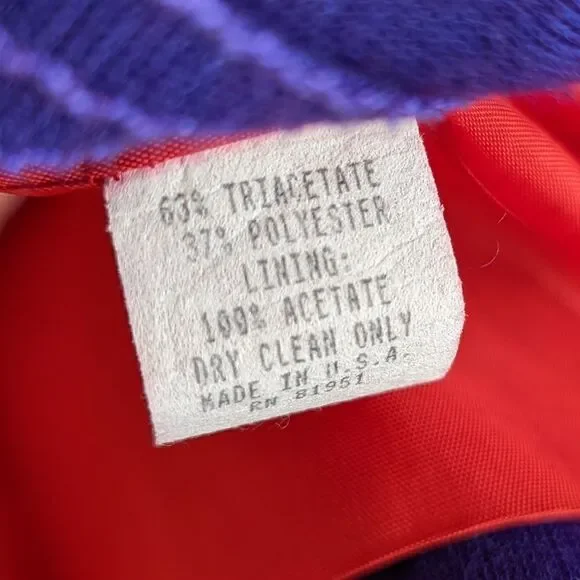 63% TRIACETATE
37% POLYESTER
LINING:
100% ACETATE
DRY CLEAN ONLY
MADE IN U.S.A.
RN 81951